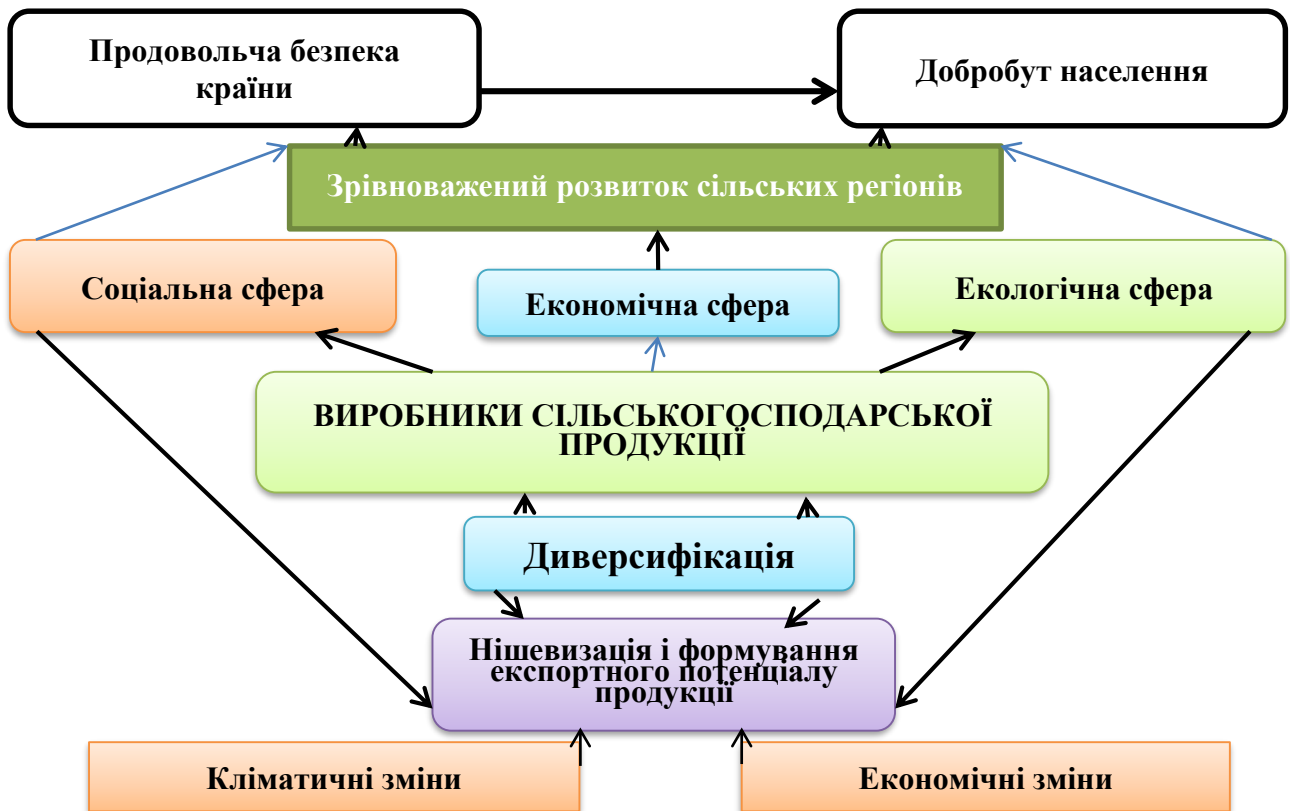 Продовольча безпека
країни
Добробут населення
Зрівноважений розвиток сільських регіонів
Соціальна сфера
Економічна сфера
Екологічна сфера
ВИРОБНИКИ СІЛЬСЬКОГОСПОДАРСЬКОЇ
ПРОДУКЦІЇ
Диверсифікація
Нішевизація і формування
експортного потенціалу
продукції
Кліматичні зміни
Економічні зміни